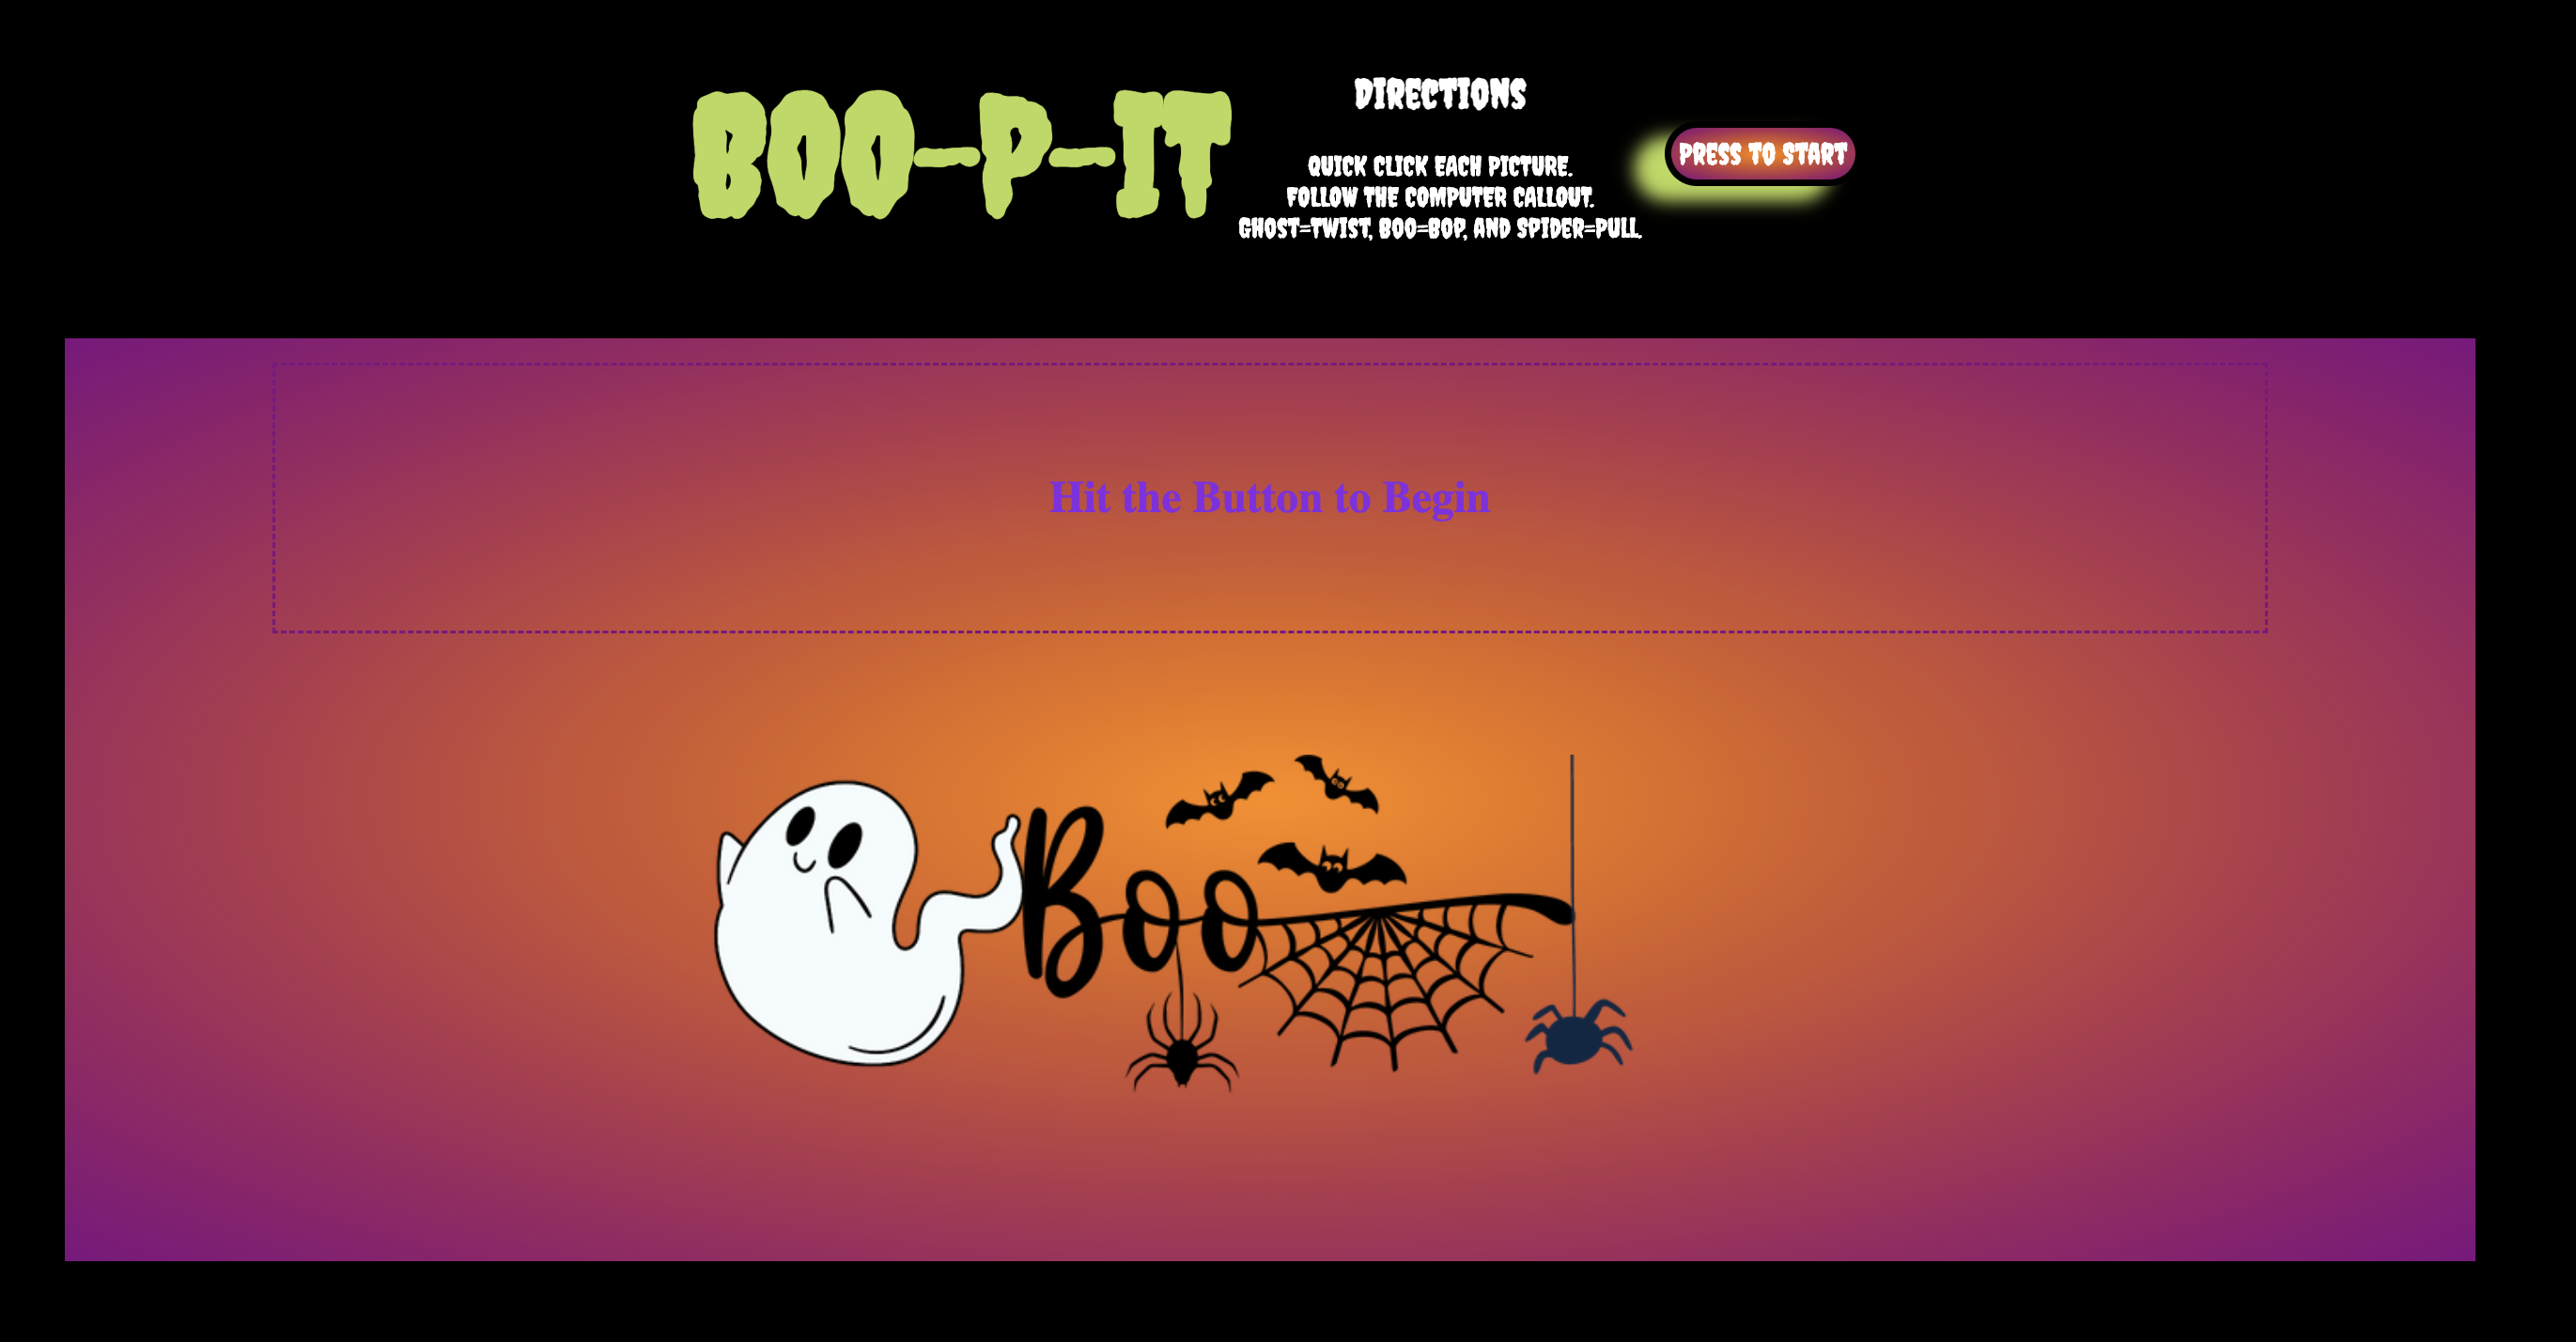 BOO-P-IT
DIRECTIONS
QUICK CLICK EACH PICTURE.
FOLLOW THE COMPUTER CALLOUT.
GHOST=TWIST, BOO=BOP, AND SPIDER=PULL.
PRESS TO START
Hit the Button to Begin
Boo